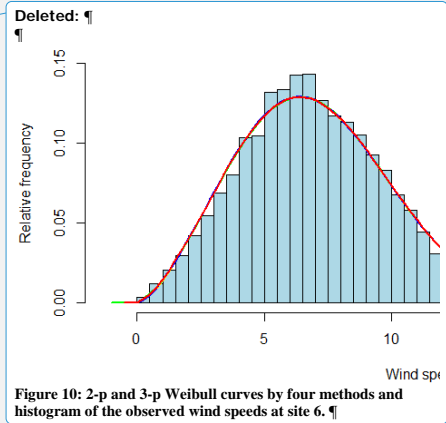 Deleted: ¶
¶
0.15
0.10
0.05
0.00
Relative frequency
0 5 10
Wind spe
Figure 10: 2-p and 3-p Weibull curves by four methods and
histogram of the observed wind speeds at site 6. ¶